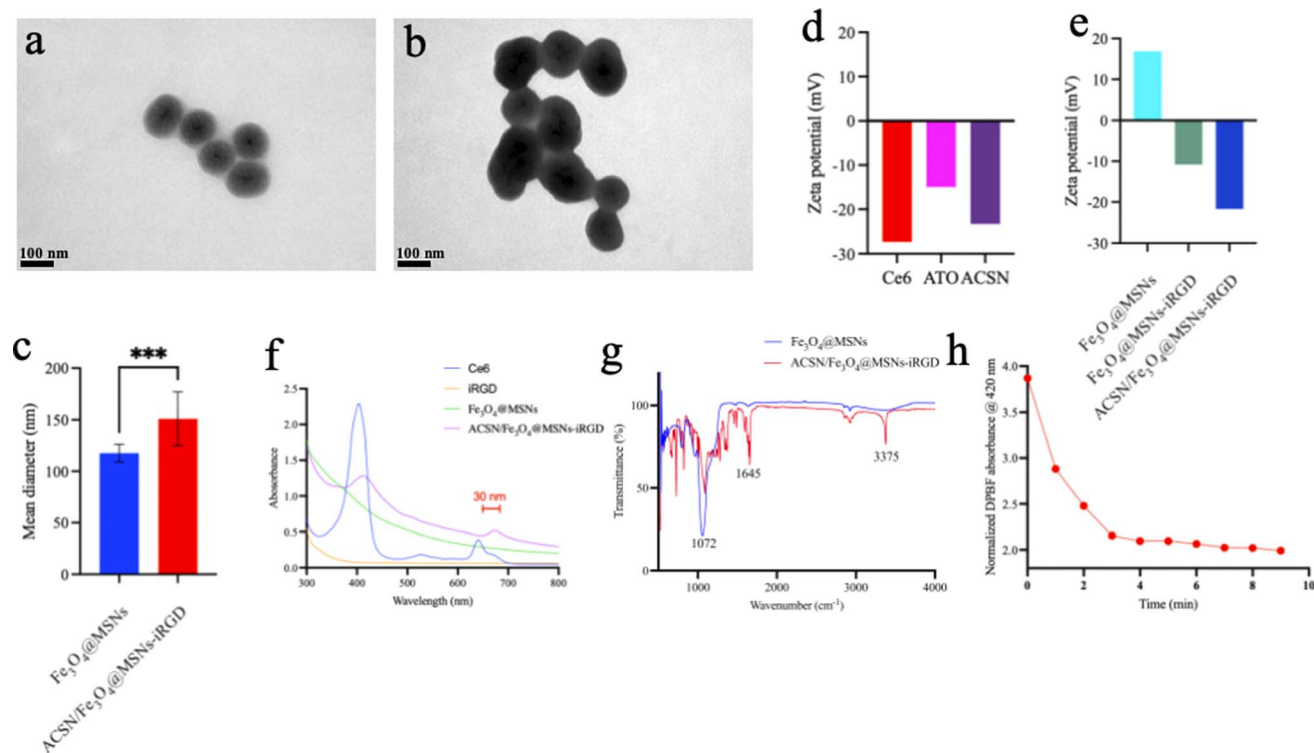 a
100 nm
b
100 nm
d
Zeta potential (mV)
20
10
0
-10
-20
-30
Ce6 ATO ACSN
e
Zeta potential (mV)
20
10
0
-10
-20
-30
Fe3O4@MSNs
Fe3O4@MSNs-iRGD
ACSN/Fe3O4@MSNs-iRGD
c
***
Mean diameter (nm)
200
150
100
50
0
Fe3O4@MSNs
ACSN/Fe3O4@MSNs-iRGD
f
Ce6
iRGD
Fe3O4@MSNs
ACSN/Fe3O4@MSNs-iRGD
Abosorbance
2.5
2.0
1.5
1.0
0.5
0.0
30 nm
300 400 500 600 700 800
Wavelength (nm)
g
Fe3O4@MSNs
ACSN/Fe3O4@MSNs-iRGD
Transmittance (%)
100
50
0
1072
1645
3375
1000 2000 3000 4000
Wavenumber (cm-1)
h
Normalized DPBF absorbance @ 420 nm
4.0
3.5
3.0
2.5
2.0
0 2 4 6 8 10
Time (min)